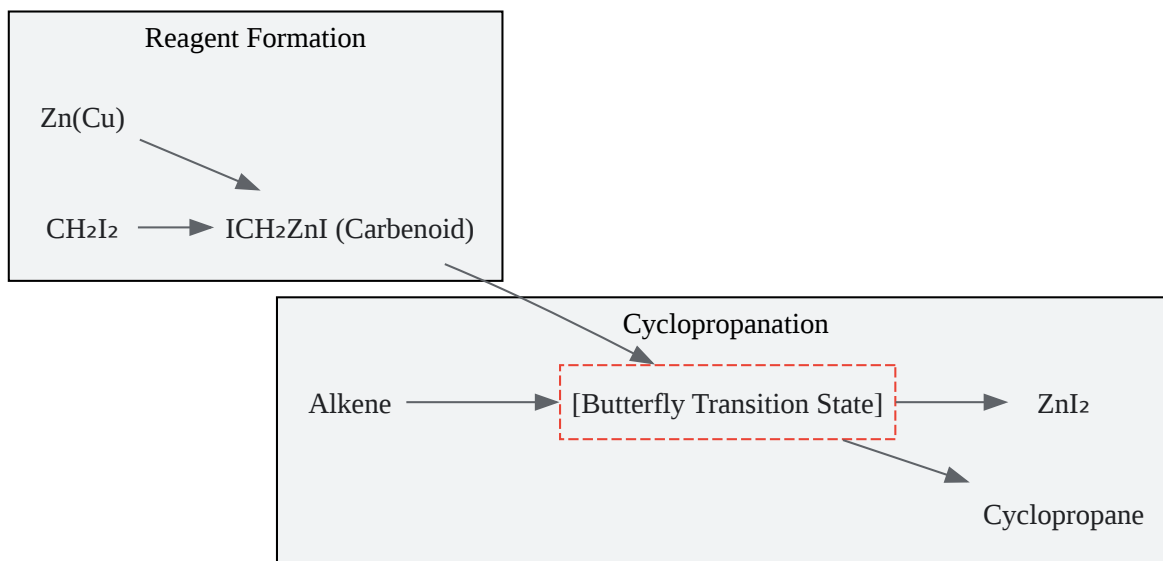 Reagent Formation
Zn(Cu)
CH₂I₂
ICH₂ZnI (Carbenoid)
Cyclopropanation
Alkene
[Butterfly Transition State]
ZnI₂
Cyclopropane